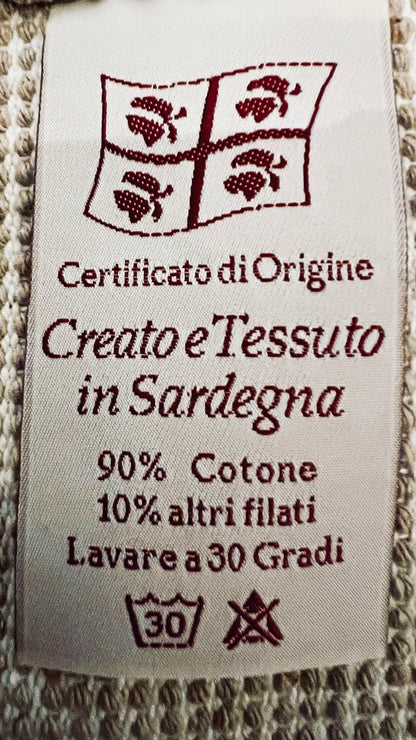 Certificato di Origine
Creato e Tessuto
in Sardegna
90% Cotone
10% altri filati
Lavare a 30 Gradi
30